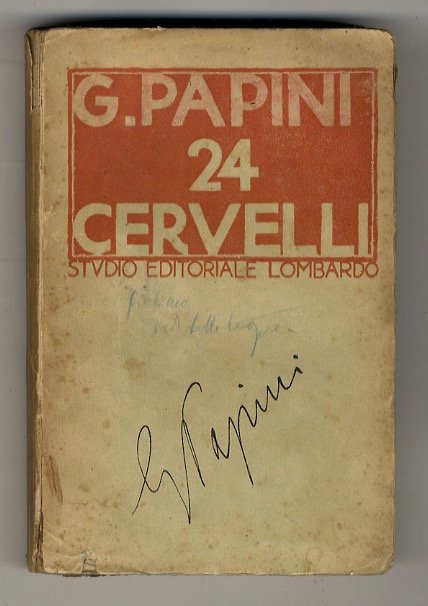 G. PAPINI
24
CERVELLI
STVDIO EDITORIALE LOMBARDO
G Papini